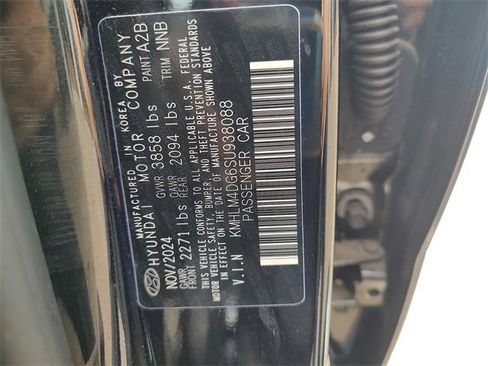 MANUFACTURED IN KOREA BY
HYUNDAI MOTOR COMPANY
NOV/2024 GVWR 3858 lbs PAINT A2B
GAWR FRONT 2271 lbs GAWR REAR 2094 lbs TRIM NNB
THIS VEHICLE CONFORMS TO ALL APPLICABLE U.S.A. FEDERAL
MOTOR VEHICLE SAFETY, BUMPER, AND THEFT PREVENTION STANDARDS
IN EFFECT ON THE DATE OF MANUFACTURE SHOWN ABOVE.
V.I.N KMHLM4DG6SU938088
PASSENGER CAR